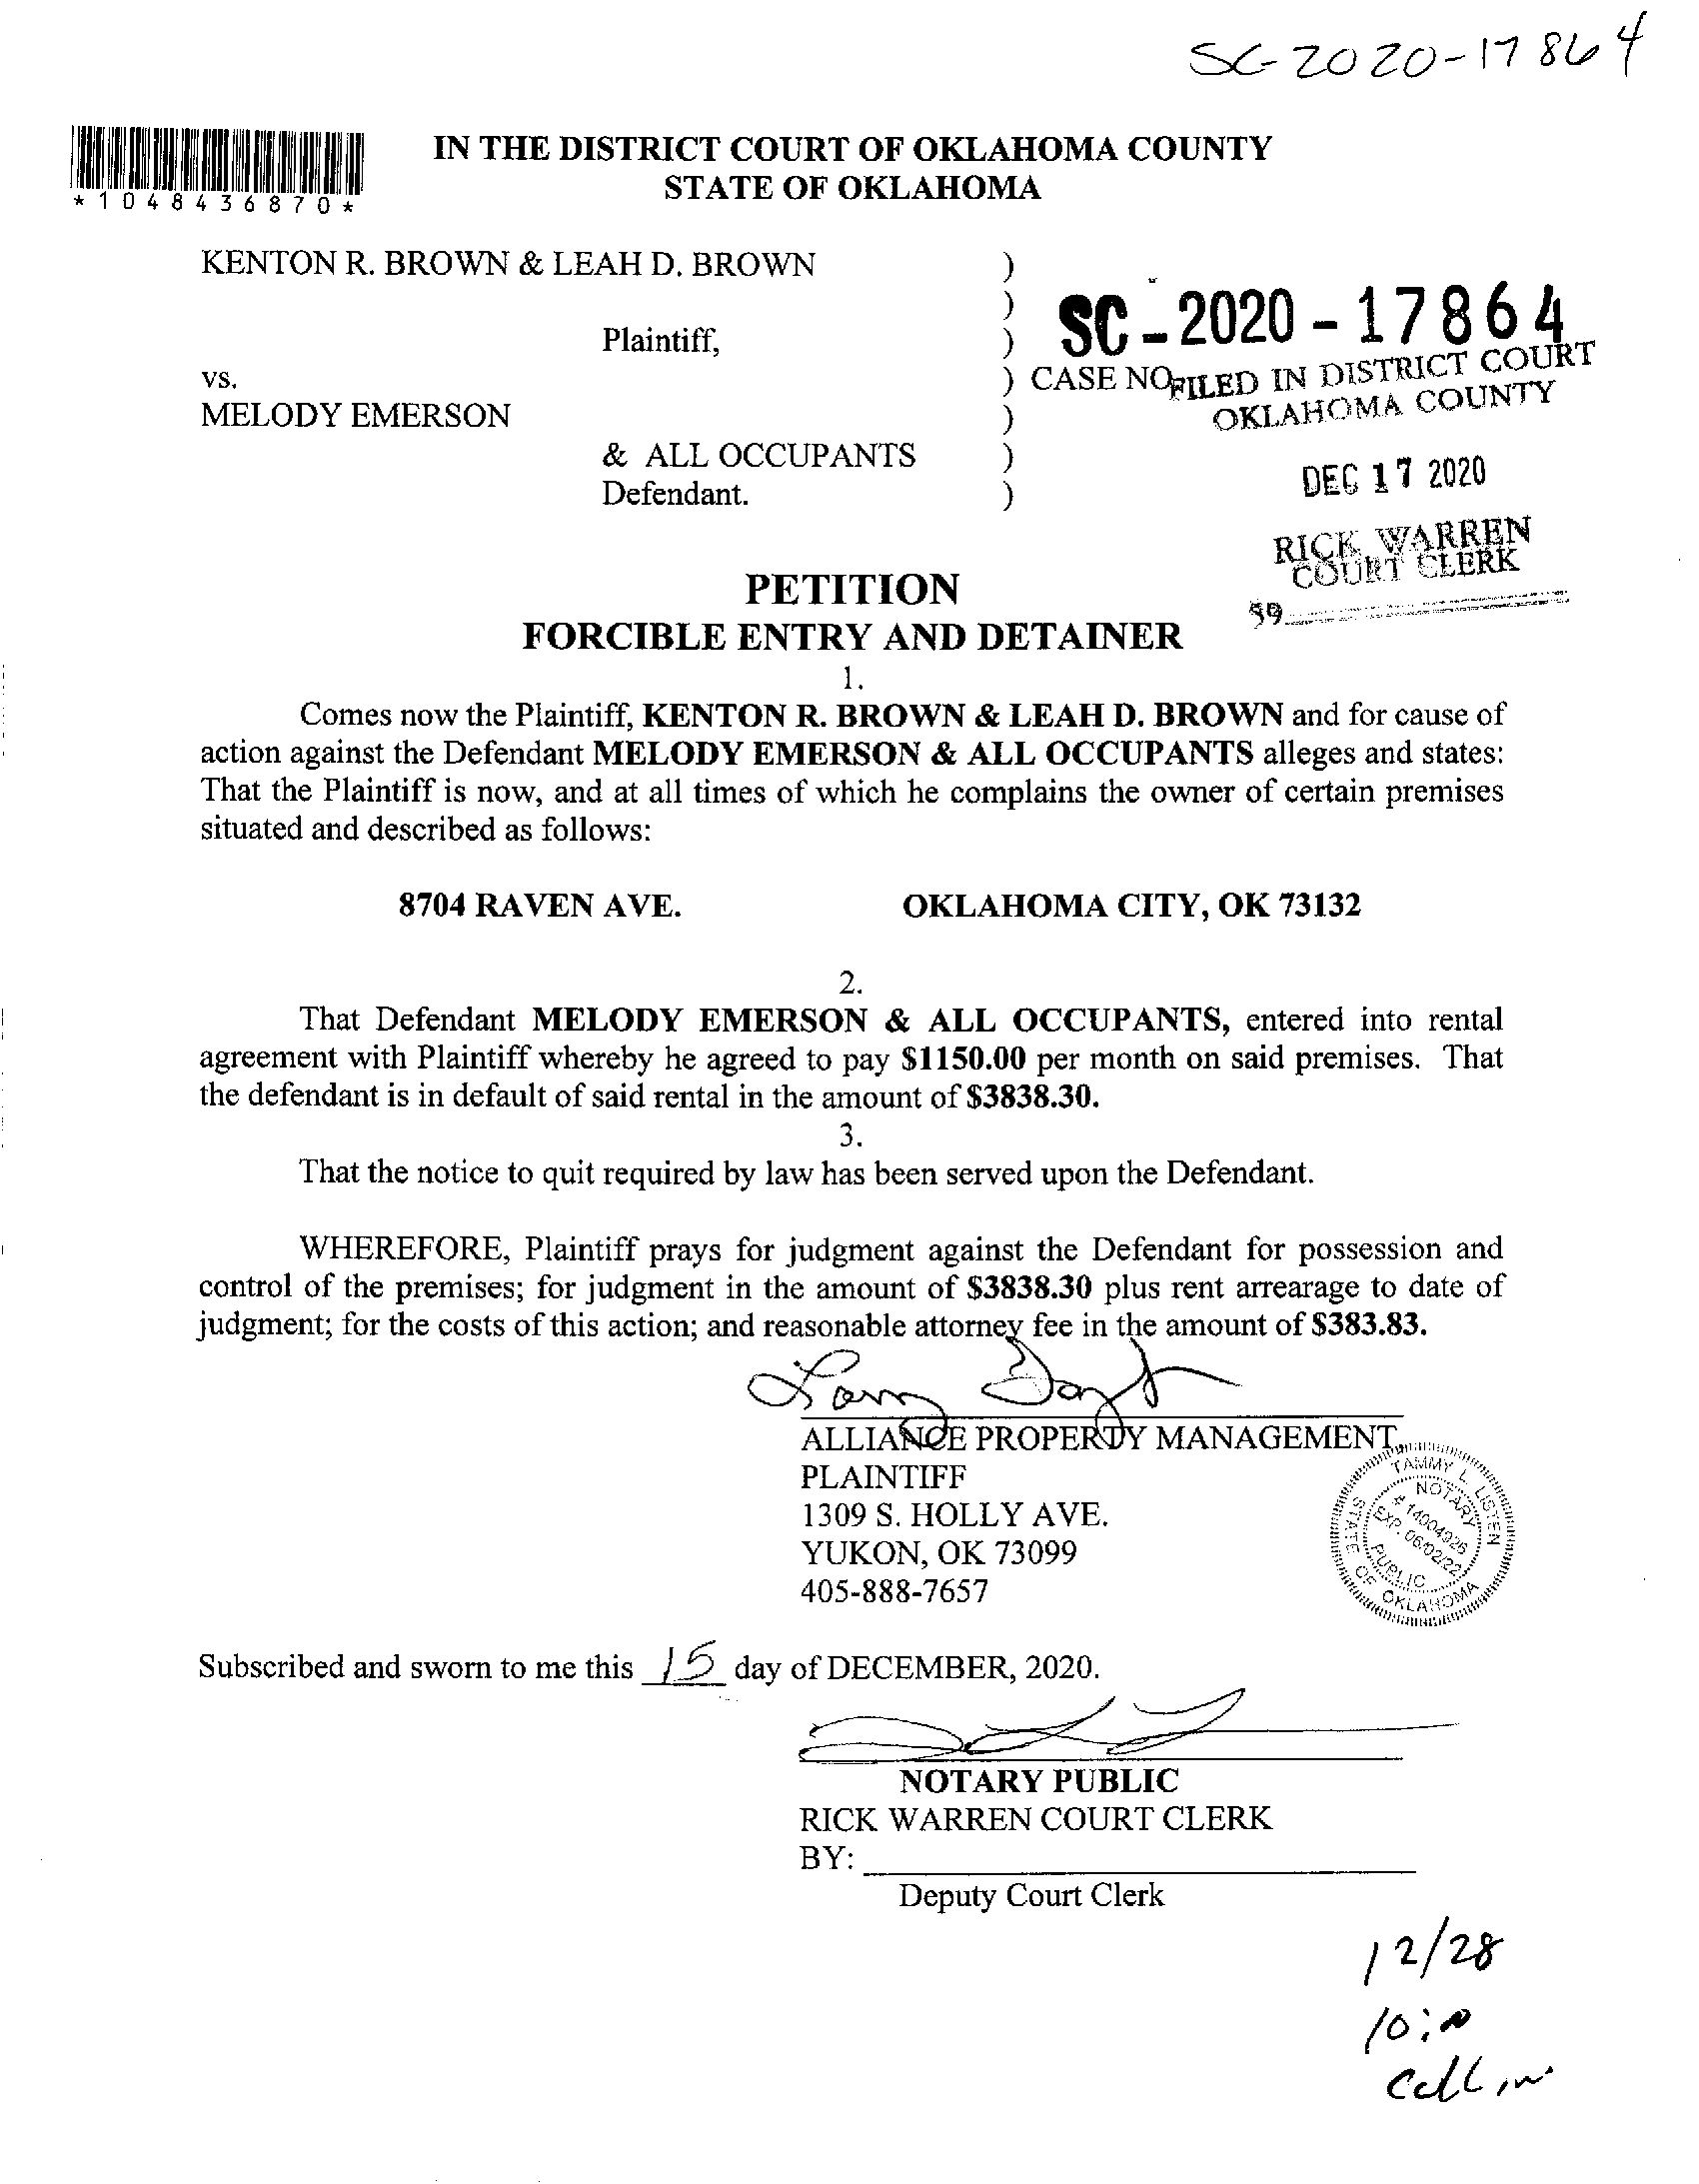 SC-2020-17864
IN THE DISTRICT COURT OF OKLAHOMA COUNTY
STATE OF OKLAHOMA
*1048436870*
KENTON R. BROWN & LEAH D. BROWN )
)
Plaintiff, )
SC - 2020 - 17864
vs. ) CASE NO
FILED IN DISTRICT COURT
OKLAHOMA COUNTY
MELODY EMERSON )
& ALL OCCUPANTS )
Defendant. )
DEC 17 2020
RICK WARREN
COURT CLERK
39
PETITION
FORCIBLE ENTRY AND DETAINER
1.
Comes now the Plaintiff, KENTON R. BROWN & LEAH D. BROWN and for cause of
action against the Defendant MELODY EMERSON & ALL OCCUPANTS alleges and states:
That the Plaintiff is now, and at all times of which he complains the owner of certain premises
situated and described as follows:
8704 RAVEN AVE. OKLAHOMA CITY, OK 73132
2.
That Defendant MELODY EMERSON & ALL OCCUPANTS, entered into rental
agreement with Plaintiff whereby he agreed to pay $1150.00 per month on said premises. That
the defendant is in default of said rental in the amount of $3838.30.
3.
That the notice to quit required by law has been served upon the Defendant.
WHEREFORE, Plaintiff prays for judgment against the Defendant for possession and
control of the premises; for judgment in the amount of $3838.30 plus rent arrearage to date of
judgment; for the costs of this action; and reasonable attorney fee in the amount of $383.83.
ALLIANCE PROPERTY MANAGEMENT,
PLAINTIFF
1309 S. HOLLY AVE.
YUKON, OK 73099
405-888-7657
TAMMY L. LISTEN
NOTARY
# 14004926
EXP. 06/02/22
PUBLIC
STATE OF OKLAHOMA
Subscribed and sworn to me this 15 day of DECEMBER, 2020.
NOTARY PUBLIC
RICK WARREN COURT CLERK
BY:
Deputy Court Clerk
12/28
Call in